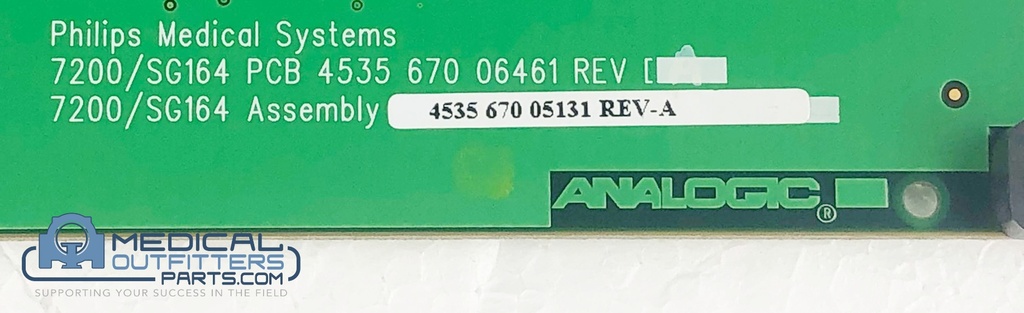 Philips Medical Systems
7200/SG164 PCB 4535 670 06461 REV [
7200/SG164 Assembly 4535 670 05131 REV-A
ANALOGIC ®
MEDICAL
OUTFITTERS
PARTS.COM
SUPPORTING YOUR SUCCESS IN THE FIELD